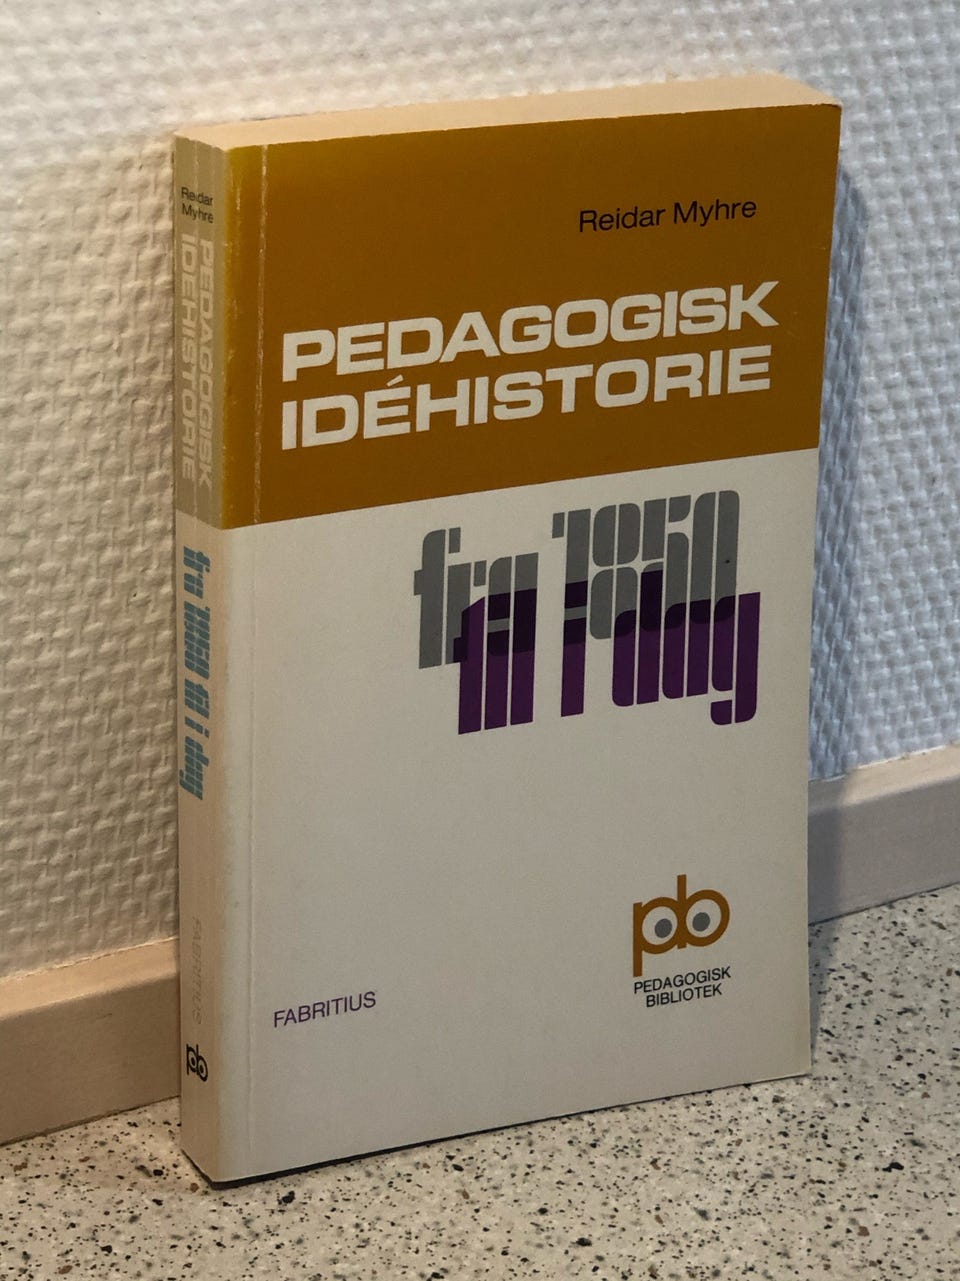 Reidar Myhre
PEDAGOGISK
IDÉHISTORIE
fra 1850
til i dag
pb
PEDAGOGISK
BIBLIOTEK
FABRITIUS
Reidar
Myhre
PEDAGOGISK
IDÉHISTORIE
fra 1850 til i dag
FABRITIUS
pb